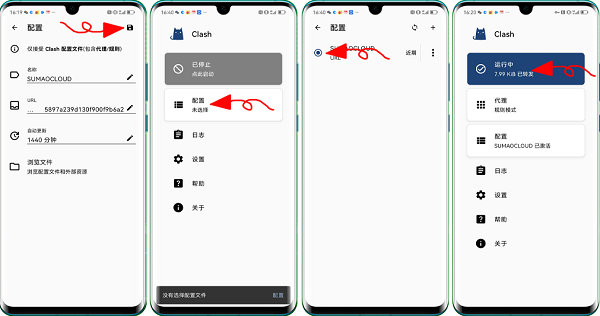 16:19
配置
仅接受 Clash 配置文件(包含代理/规则)
名称
SUMAOCLOUD
URL
... 5897a239d130f900f9b6a2
自动更新
1440 分钟
浏览文件
浏览配置文件和外部资源
16:40
Clash
已停止
点此启动
配置
未选择
日志
设置
帮助
关于
没有选择配置文件
配置
16:40
配置
SUMAOCLOUD
URL
近期
16:20
Clash
运行中
7.99 KiB 已转发
代理
规则模式
配置
SUMAOCLOUD 已激活
日志
设置
帮助
关于